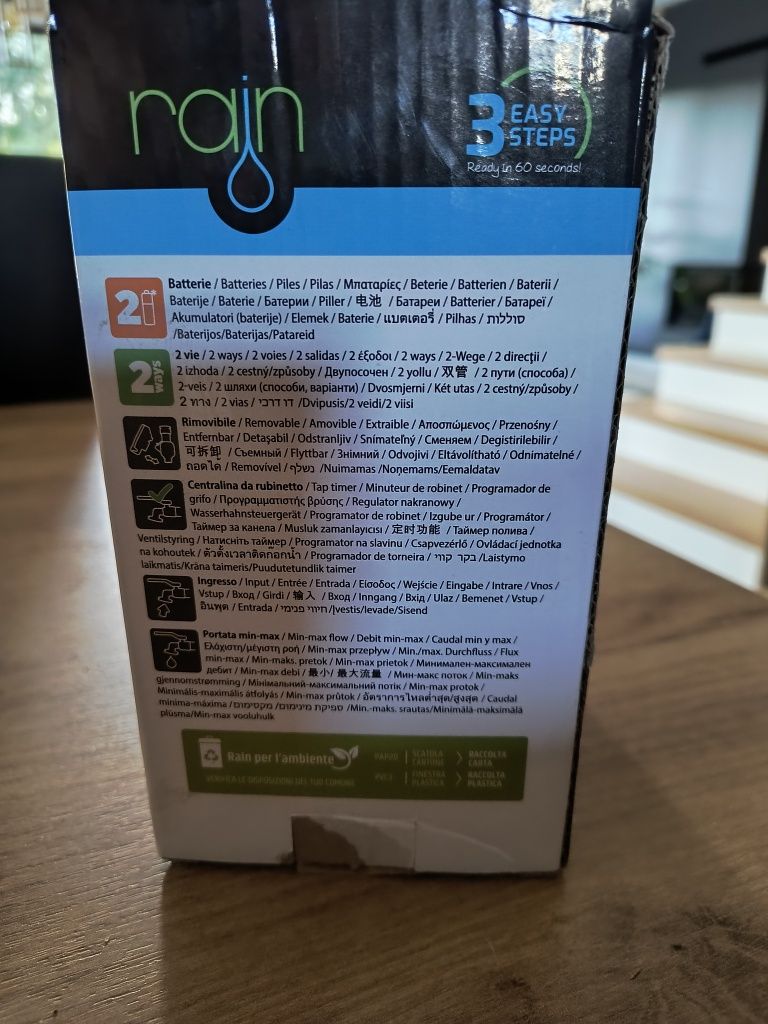 rain
3 EASY STEPS
Ready in 60 seconds!
2
Batterie / Batteries / Piles / Pilas / Μπαταρίες / Beterie / Batterien / Baterii /
Baterije / Baterie / Батерии / Piller / 电池 / Батареи / Batterier / Батареї /
Akumulatori (baterije) / Elemek / Baterie / แบตเตอรี่ / Pilhas / סוללות
/Baterijos/Baterijas/Patareid
2 ways
2 vie / 2 ways / 2 voies / 2 salidas / 2 έξοδοι / 2 ways / 2-Wege / 2 direcții /
2 izhoda / 2 cestný/způsoby / Двупосочен / 2 yollu / 双管 / 2 пути (способа) /
2-veis / 2 шляхи (способи, варіанти) / Dvosmjerni / Két utas / 2 cestný/způsoby /
2 ทาง / 2 vias / דו דרכי /Dvipusis/2 veidi/2 viisi
Rimovibile / Removable / Amovible / Extraible / Αποσπώμενος / Przenośny /
Entfernbar / Detașabil / Odstranljiv / Snímateľný / Сменяем / Degistirilebilir /
可拆卸 / Съемный / Flyttbar / Знімний / Odvojivi / Eltávolítható / Odnímatelné /
ถอดได้ / Removível / נשלף /Nuimamas/Noņemams/Eemaldatav
Centralina da rubinetto / Tap timer / Minuteur de robinet / Programador de
grifo / Προγραμματιστής βρύσης / Regulator nakranowy /
Wasserhahnsteuergerät / Programator de robinet / Izgube ur / Programátor /
Таймер за канела / Musluk zamanlayıcısı / 定时功能 / Таймер полива /
Ventilstyring / Натисніть таймер / Programator na slavinu / Csapvezérlő / Ovládací jednotka
na kohoutek / ตัวตั้งเวลาติดก๊อกน้ำ / Programador de torneira / בקר קווי /Laistymo
laikmatis/Krāna taimeris/Puudutetundlik taimer
Ingresso / Input / Entrée / Entrada / Είσοδος / Wejście / Eingabe / Intrare / Vnos /
Vstup / Вход / Girdi / 输入 / Вход / Inngang / Вхід / Ulaz / Bemenet / Vstup /
อินพุต / Entrada / חיווי פנימי /Įvestis/Ievade/Sisend
Portata min-max / Min-max flow / Debit min-max / Caudal min y max /
Ελάχιστη/μέγιστη ροή / Min-max przepływ / Min./max. Durchfluss / Flux
min-max / Min-maks. pretok / Min-max prietok / Минимален-максимален
дебит / Min-max debi / 最小/ 最大流量 / Мин-макс поток / Min-maks
gjennomstrømming / Мінімальний-максимальний потік / Min-max protok /
Minimális-maximális átfolyás / Min-max průtok / อัตราการไหลต่ำสุด/สูงสุด / Caudal
minima-máxima / ספיקת מינימום/ מקסימום /Min.-maks. srautas/Minimālā-maksimālā
plūsma/Min-max vooluhulk
Rain per l'ambiente
VERIFICA LE DISPOSIZIONI DEL TUO COMUNE
PAP20 SCATOLA CARTONE RACCOLTA CARTA
PVC3 FINESTRA PLASTICA RACCOLTA PLASTICA